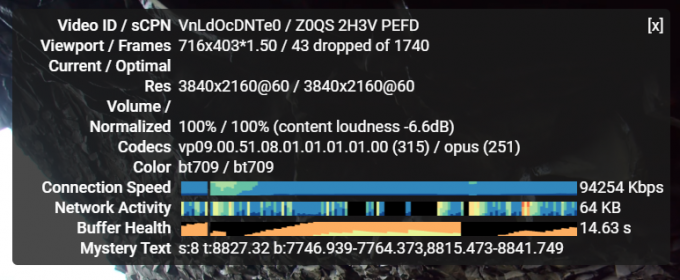 Video ID / sCPN VnLdOcDNTe0 / Z0QS 2H3V PEFD [x]
Viewport / Frames 716x403*1.50 / 43 dropped of 1740
Current / Optimal
Res 3840x2160@60 / 3840x2160@60
Volume /
Normalized 100% / 100% (content loudness -6.6dB)
Codecs vp09.00.51.08.01.01.01.01.00 (315) / opus (251)
Color bt709 / bt709
Connection Speed 94254 Kbps
Network Activity 64 KB
Buffer Health 14.63 s
Mystery Text s:8 t:8827.32 b:7746.939-7764.373,8815.473-8841.749